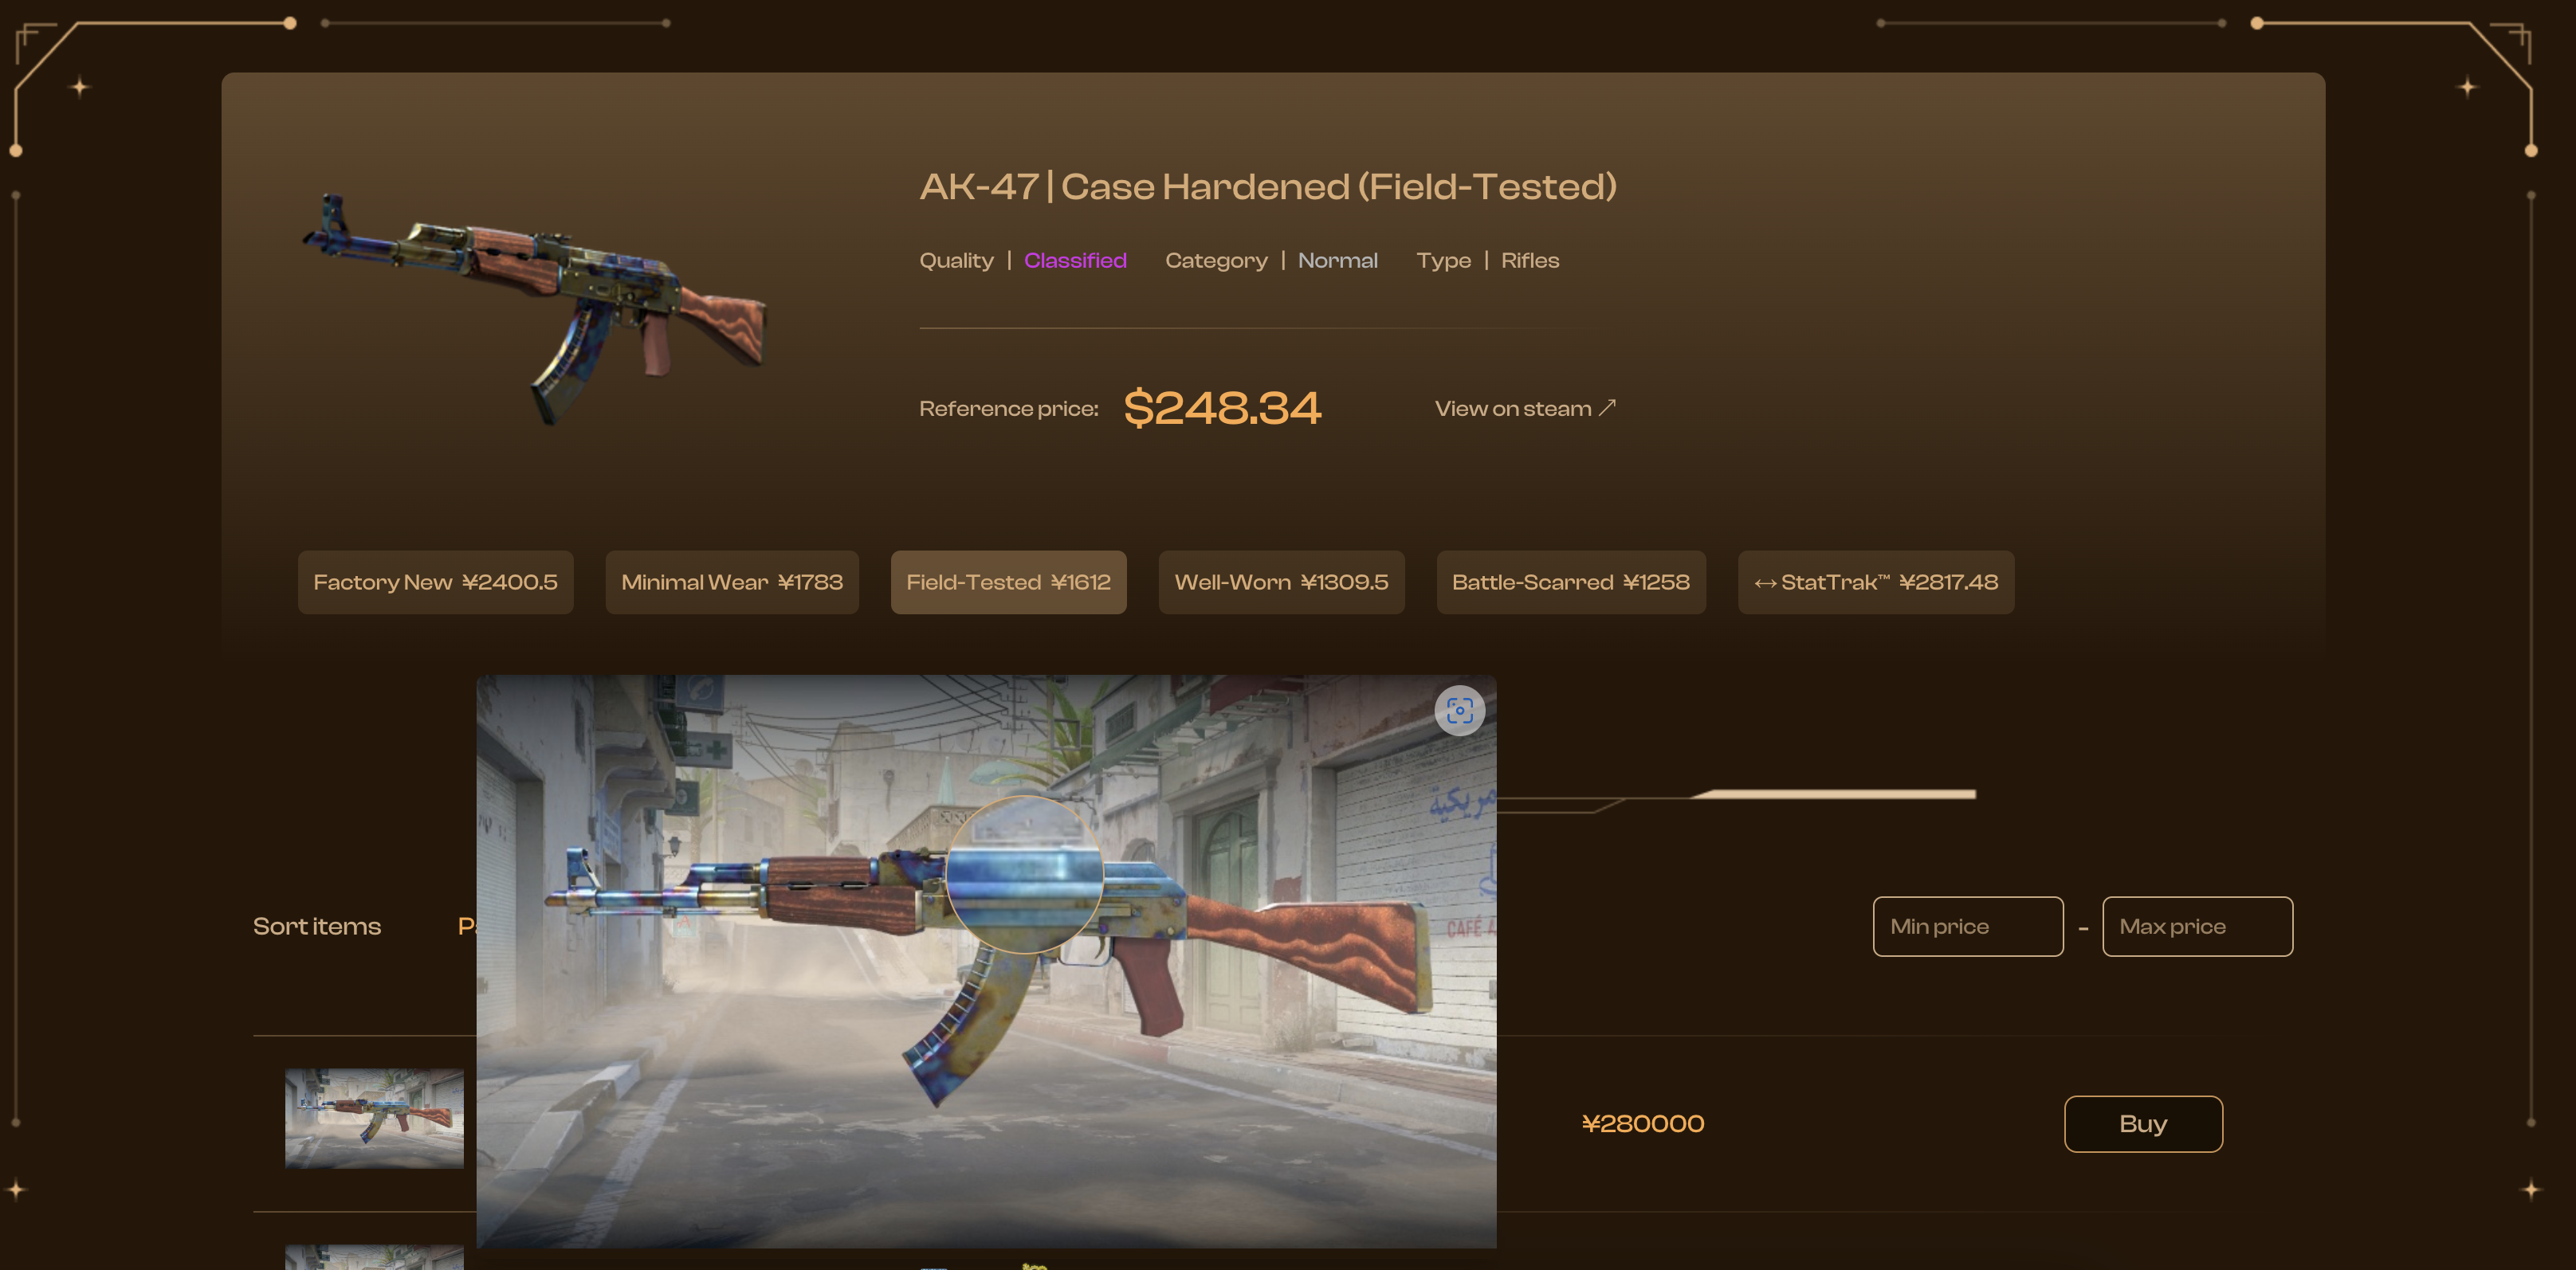 AK-47 | Case Hardened (Field-Tested)
Quality | Classified Category | Normal Type | Rifles
Reference price: $248.34 View on steam ↗
Factory New ¥2400.5 Minimal Wear ¥1783 Field-Tested ¥1612 Well-Worn ¥1309.5 Battle-Scarred ¥1258 ↔ StatTrak™ ¥2817.48
Sort items
Min price - Max price
¥280000 Buy